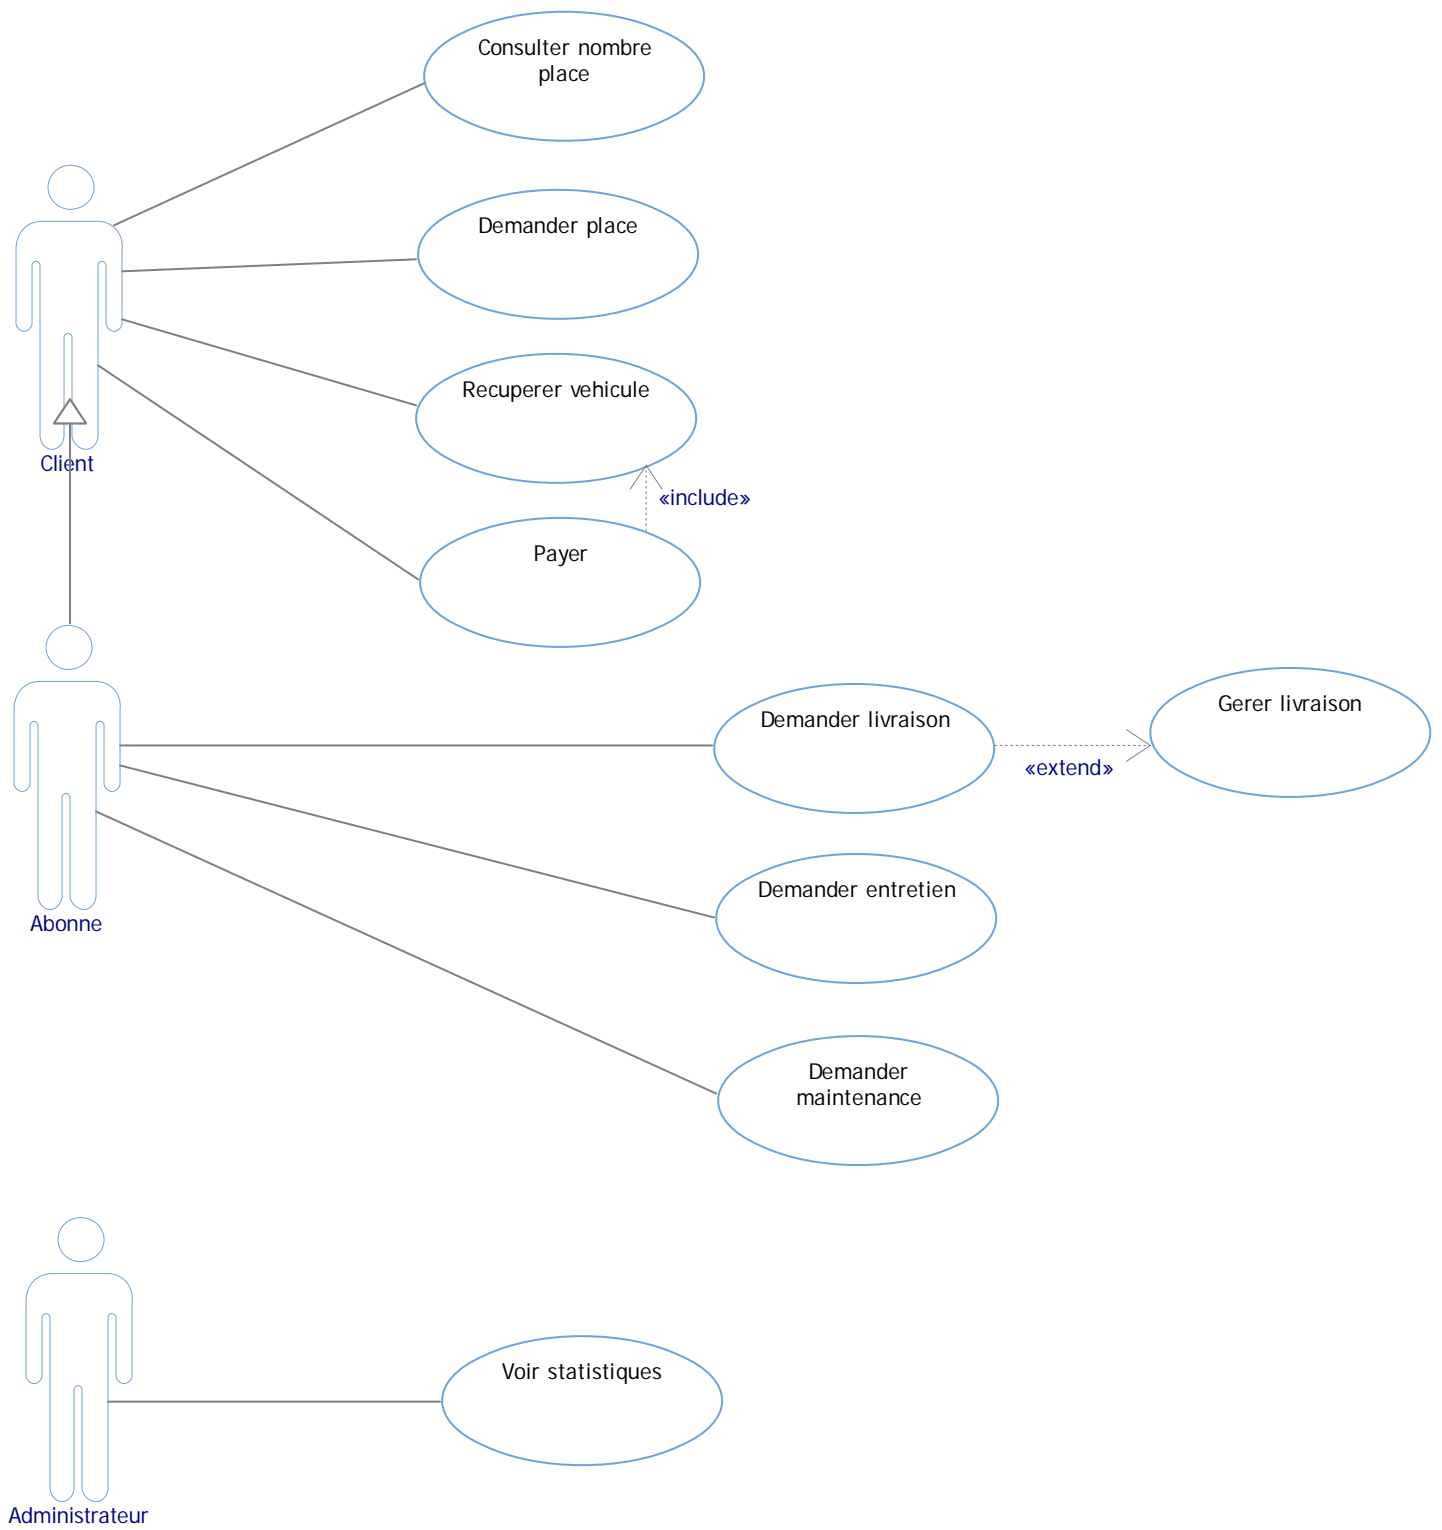 Consulter nombre
place
Demander place
Recuperer vehicule
Client
«include»
Payer
Gerer livraison
Demander livraison
«extend»
Demander entretien
Abonne
Demander
maintenance
Voir statistiques
Administrateur